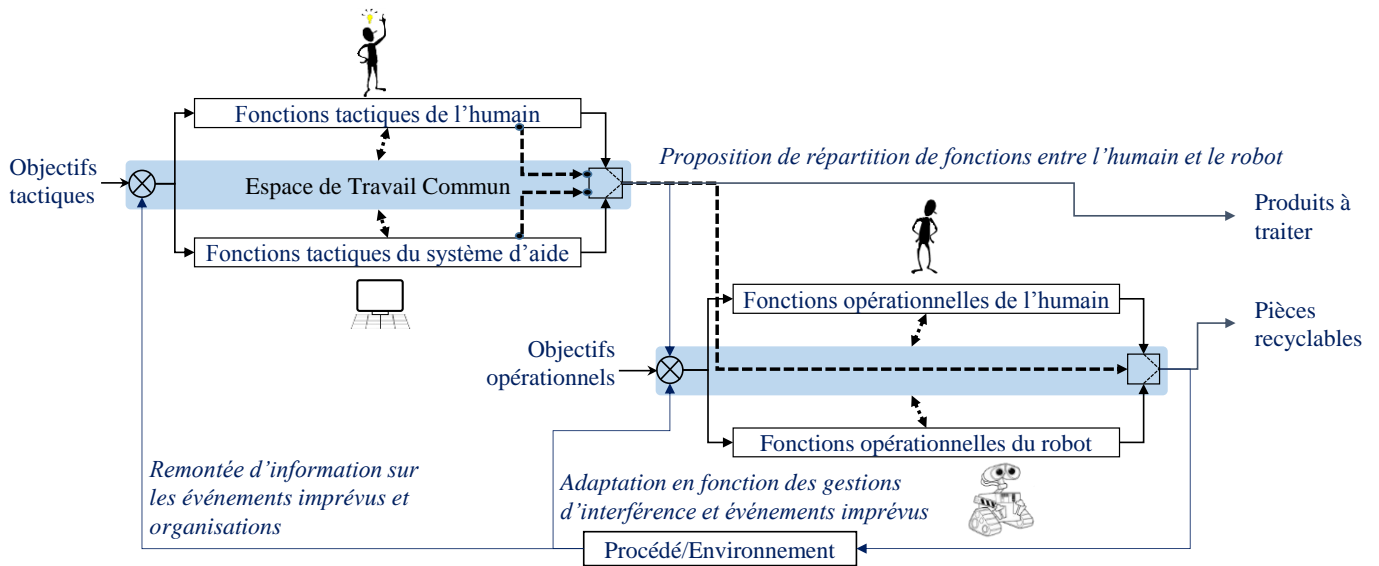 Fonctions tactiques de l’humain
Objectifs
tactiques
Espace de Travail Commun
Proposition de répartition de fonctions entre l’humain et le robot
Fonctions tactiques du système d’aide
Produits à
traiter
Fonctions opérationnelles de l’humain
Pièces
recyclables
Objectifs
opérationnels
Fonctions opérationnelles du robot
Remontée d’information sur
les événements imprévus et
organisations
Adaptation en fonction des gestions
d’interférence et événements imprévus
Procédé/Environnement